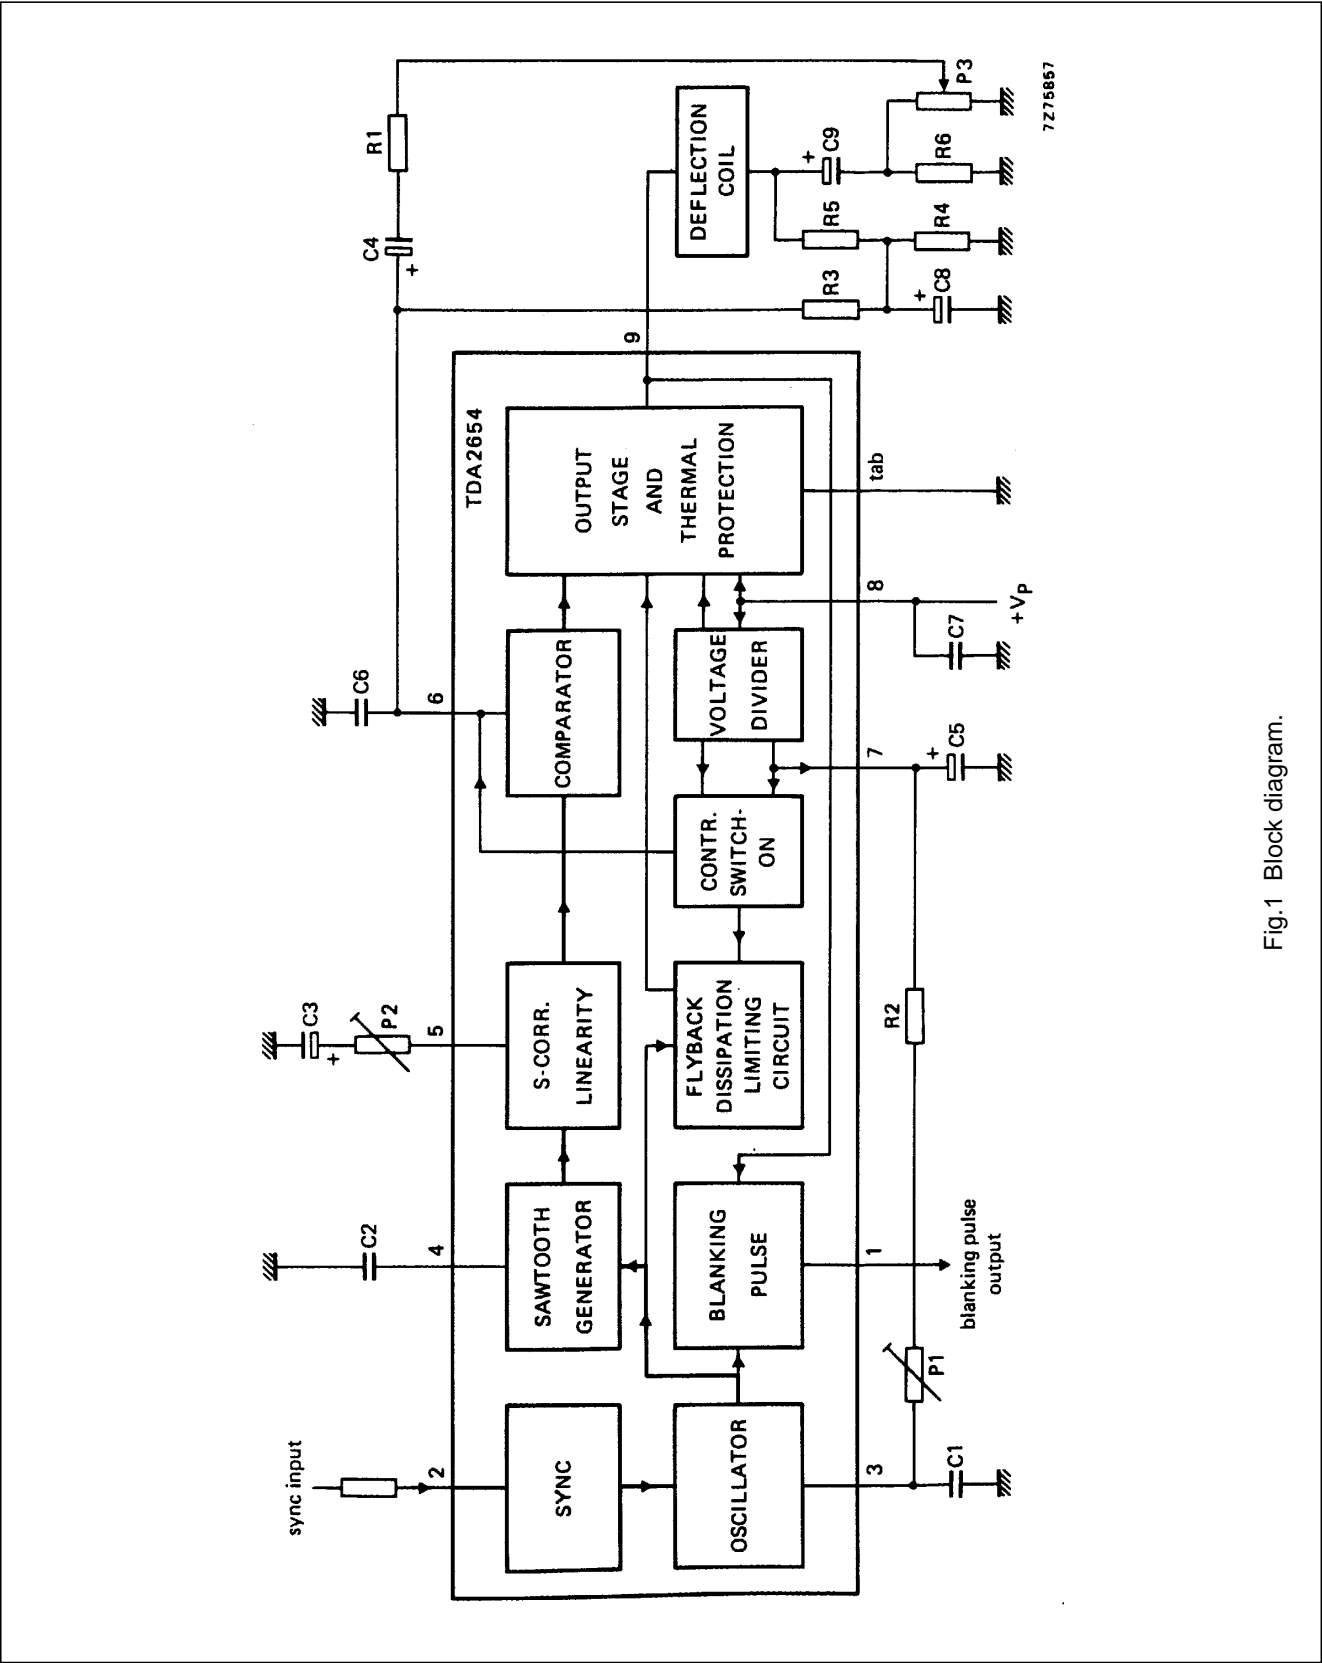 sync input
2
SYNC
OSCILLATOR
3
C1
P1
C2
4
SAWTOOTH
GENERATOR
BLANKING
PULSE
1
blanking pulse
output
C3
+
P2
5
S-CORR.
LINEARITY
FLYBACK
DISSIPATION
LIMITING
CIRCUIT
R2
C6
6
COMPARATOR
CONTR.
SWITCH-
ON
VOLTAGE
DIVIDER
7
+
C5
8
C7
+VP
TDA2654
OUTPUT
STAGE
AND
THERMAL
PROTECTION
tab
9
C4
+
R1
R3
+
C8
R5
R4
DEFLECTION
COIL
+
C9
R6
P3
7Z75857
Fig.1 Block diagram.